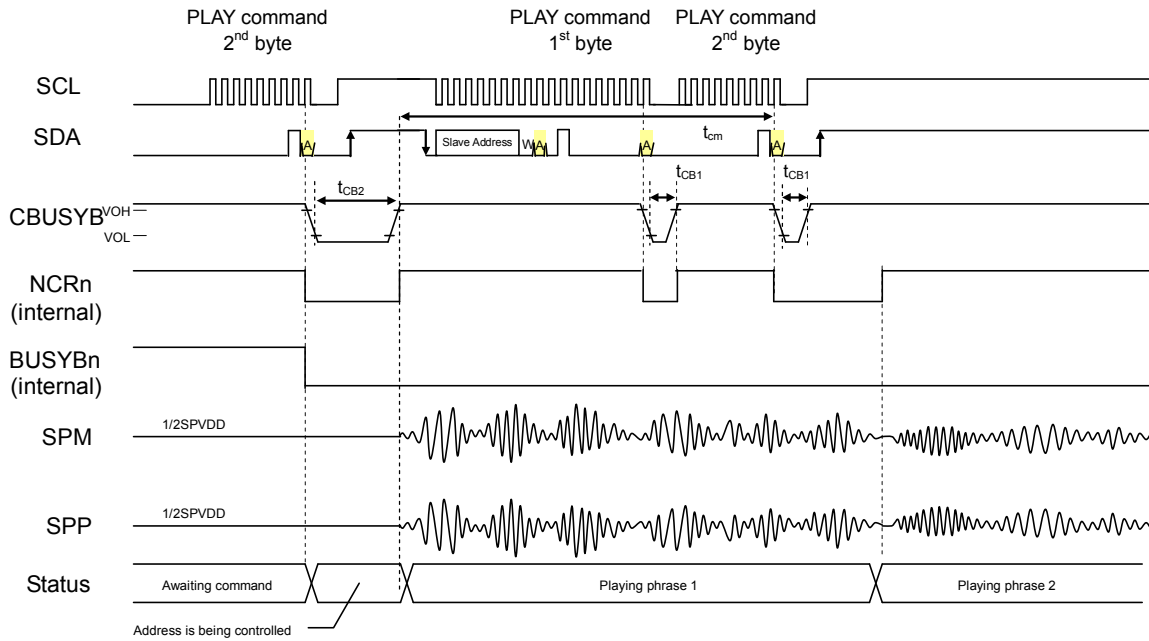 PLAY command
2nd byte
PLAY command
1st byte
PLAY command
2nd byte
SCL
SDA
A
Slave Address
W
A
A
tcm
A
tCB2
tCB1
tCB1
CBUSYB
VOH
VOL
NCRn
(internal)
BUSYBn
(internal)
SPM
1/2SPVDD
SPP
1/2SPVDD
Status
Awaiting command
Playing phrase 1
Playing phrase 2
Address is being controlled